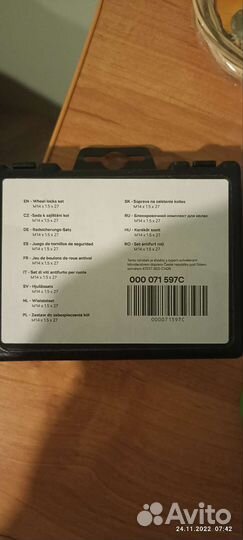 EN - Wheel locks set
M14 x 1.5 x 27
CZ - Sada k zajištění kol
M14 x 1.5 x 27
DE - Radsicherungs-Satz
M14 x 1.5 x 27
ES - Juego de tornillos de seguridad
M14 x 1.5 x 27
FR - Jeu de boulons de roue antivol
M14 x 1.5 x 27
IT - Set di viti antifurto per ruote
M14 x 1.5 x 27
SV - Hjullåssats
M14 x 1.5 x 27
NL - Wielslotset
M14 x 1.5 x 27
PL - Zestaw do zabezpieczenia kół
M14 x 1.5 x 27
SK - Súprava na zaistenie kolies
M14 x 1.5 x 27
RU - Блокировочный комплект для колес
M14 x 1.5 x 27
HU - Kerékőr szett
M14 x 1.5 x 27
RO - Set antifurt roți
M14 x 1.5 x 27
000 071 597C
000071597C
Avito
24.11.2022 00:42